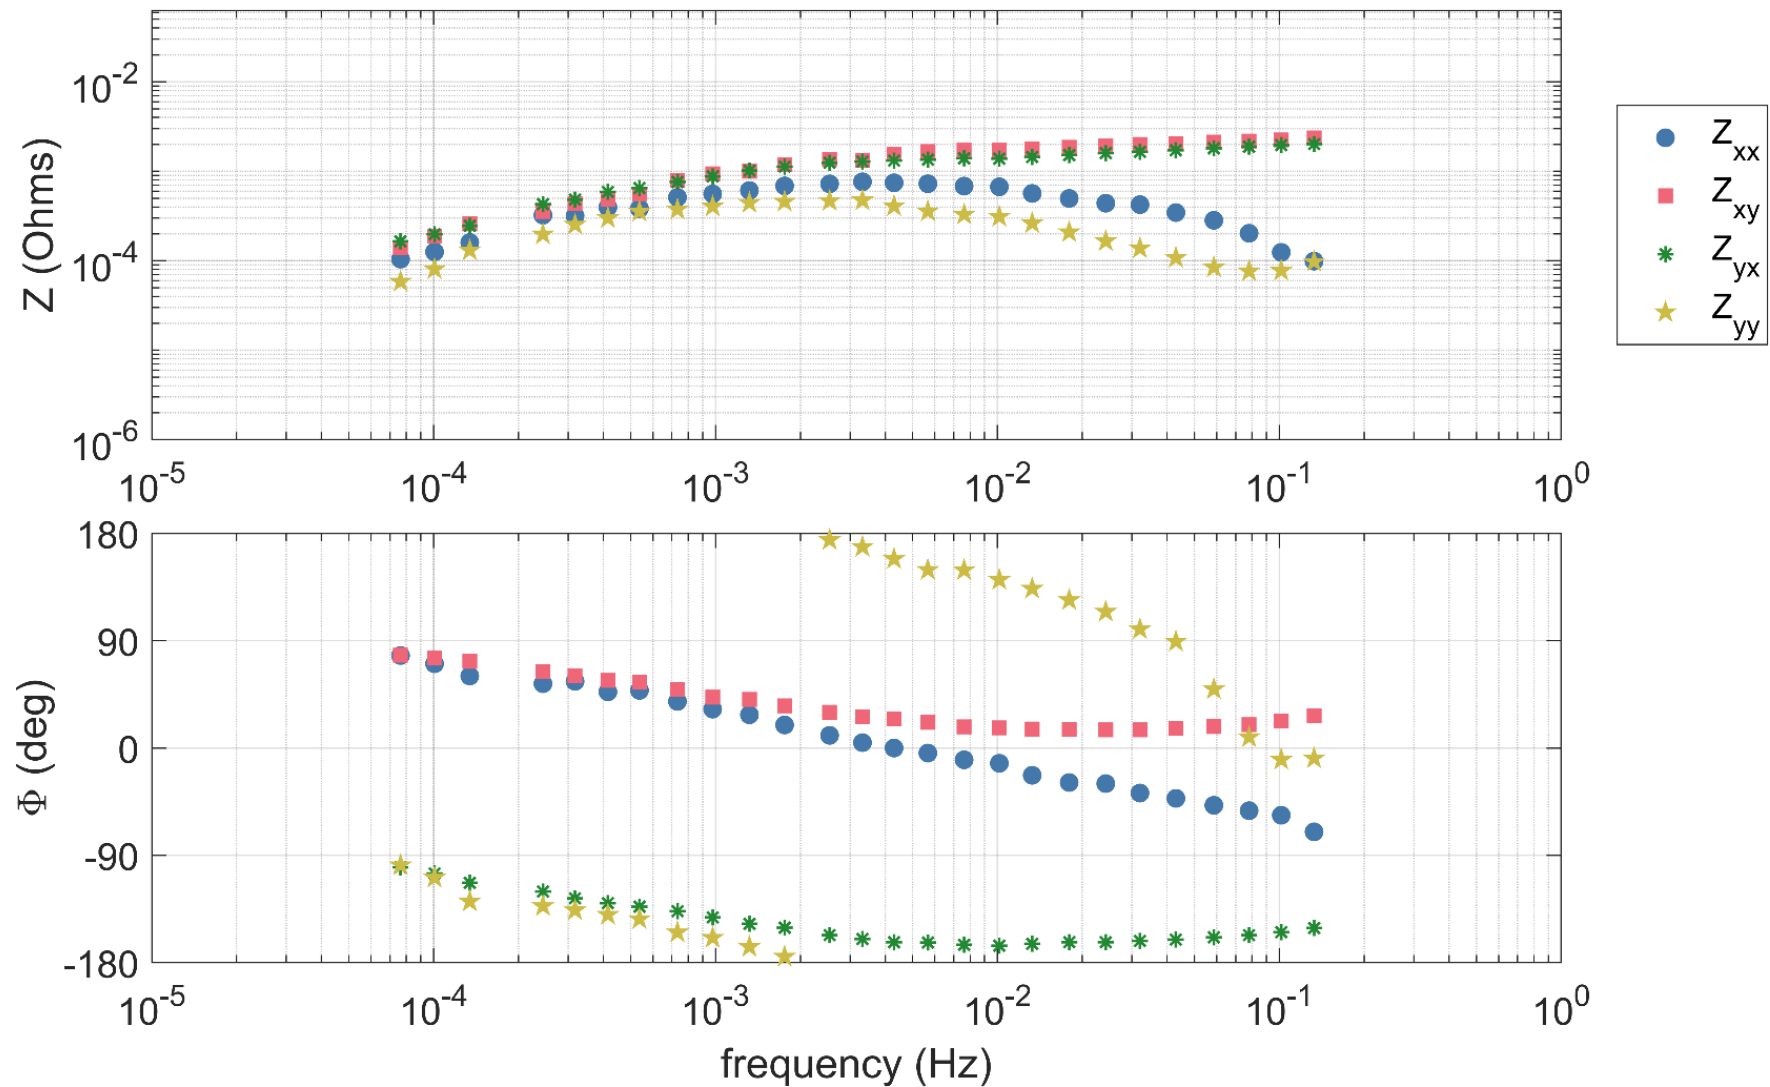 10^-2
10^-4
10^-6
Z (Ohms)
10^-5 10^-4 10^-3 10^-2 10^-1 10^0
Z_xx
Z_xy
Z_yx
Z_yy
180
90
0
-90
-180
Φ (deg)
10^-5 10^-4 10^-3 10^-2 10^-1 10^0
frequency (Hz)